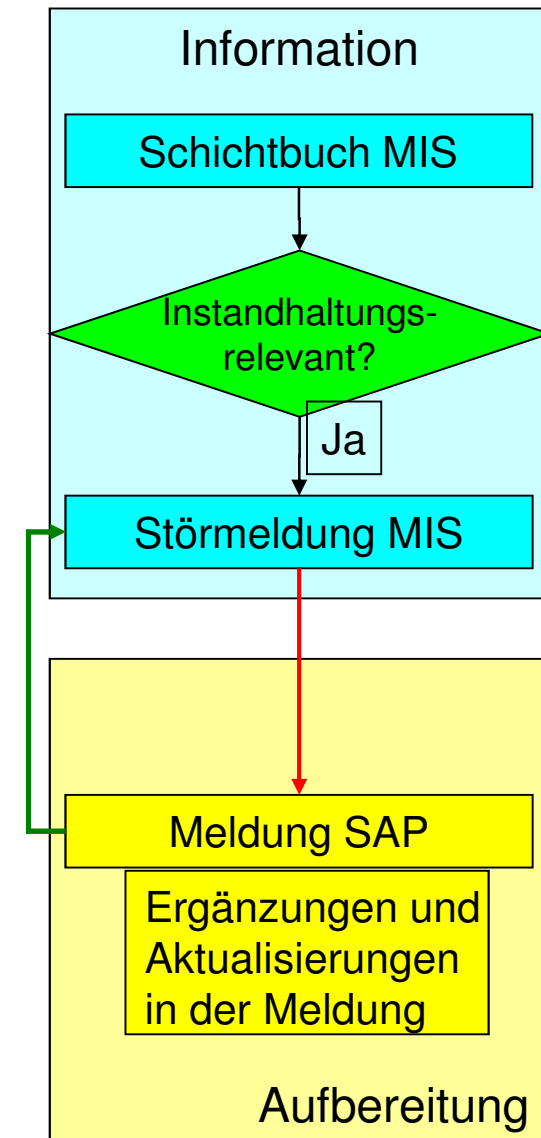 Information
Schichtbuch MIS
Instandhaltungs-
relevant?
Ja
Störmeldung MIS
Meldung SAP
Ergänzungen und
Aktualisierungen
in der Meldung
Aufbereitung